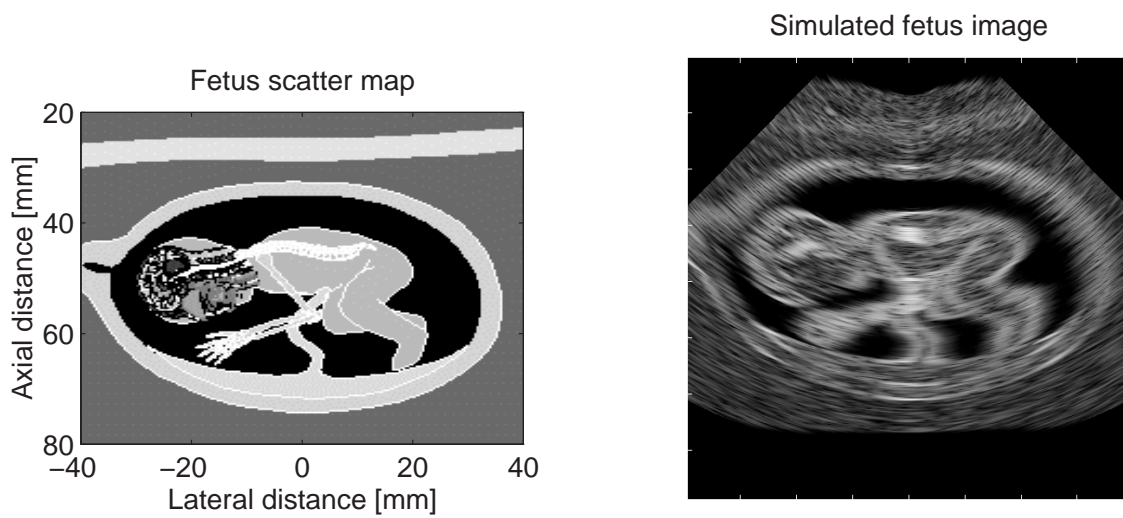 Simulated fetus image
Fetus scatter map
20
40
60
80
Axial distance [mm]
−40
−20
0
20
40
Lateral distance [mm]